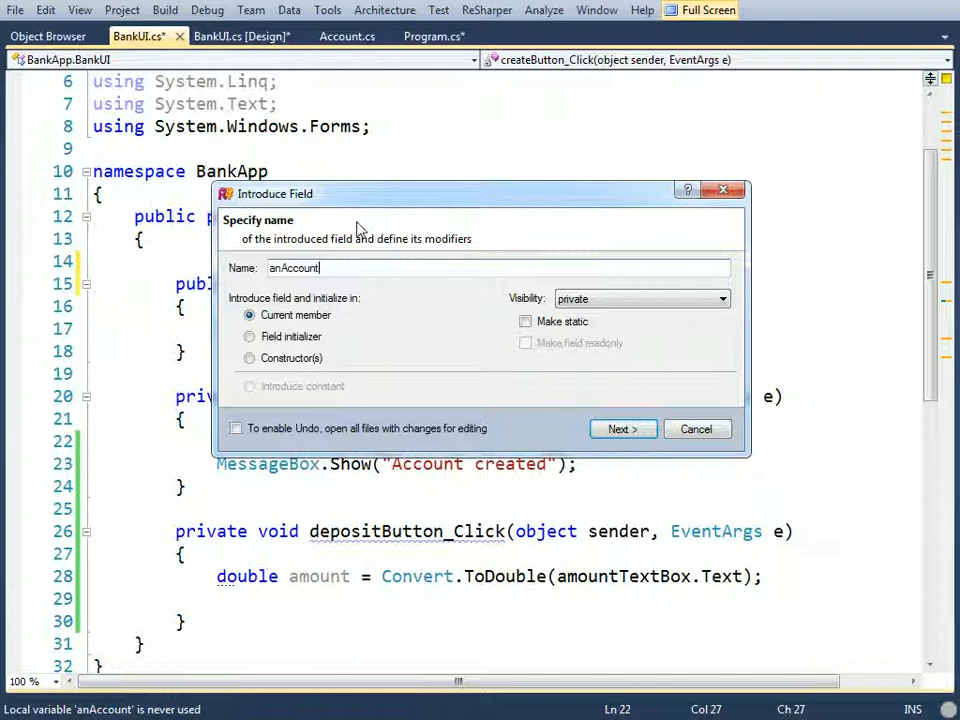 File Edit View Project Build Debug Team Data Tools Architecture Test ReSharper Analyze Window Help Full Screen
Object Browser BankUI.cs* BankUI.cs [Design]* Account.cs Program.cs*
BankApp.BankUI createButton_Click(object sender, EventArgs e)
6 using System.Linq;
7 using System.Text;
8 using System.Windows.Forms;
9
10 namespace BankApp
11 {
12 public p
13 {
14
15 publ
16 {
17
18 }
19
20 priv e)
21 {
22
23 MessageBox.Show("Account created");
24 }
25
26 private void depositButton_Click(object sender, EventArgs e)
27 {
28 double amount = Convert.ToDouble(amountTextBox.Text);
29
30 }
31 }
32 }
Introduce Field
Specify name
of the introduced field and define its modifiers
Name: anAccount
Introduce field and initialize in: Visibility: private
Current member Make static
Field initializer Make field readonly
Constructor(s)
Introduce constant
To enable Undo, open all files with changes for editing Next > Cancel
100 %
Local variable 'anAccount' is never used Ln 22 Col 27 Ch 27 INS